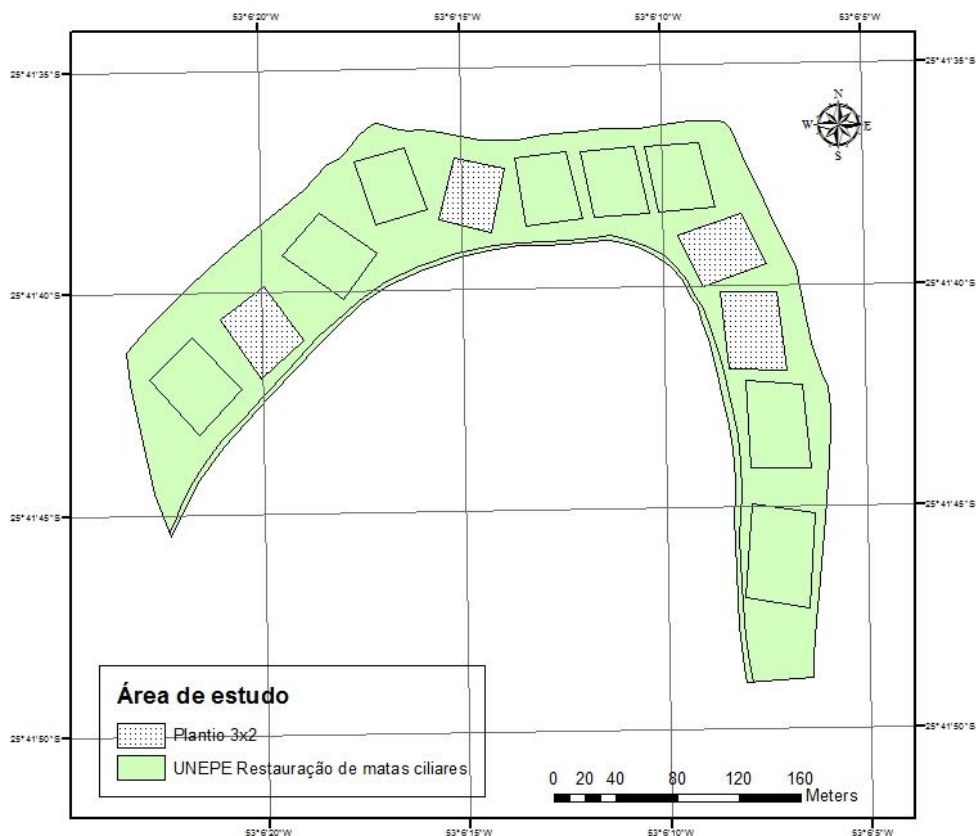 53°6'20"W 53°6'15"W 53°6'10"W 53°6'5"W
25°41'35"S 25°41'35"S
N
W E
S
25°41'40"S 25°41'40"S
25°41'45"S 25°41'45"S
Área de estudo
Plantio 3x2
UNEPE Restauração de matas ciliares
25°41'50"S 25°41'50"S
0 20 40 80 120 160
Meters
53°6'20"W 53°6'15"W 53°6'10"W 53°6'5"W